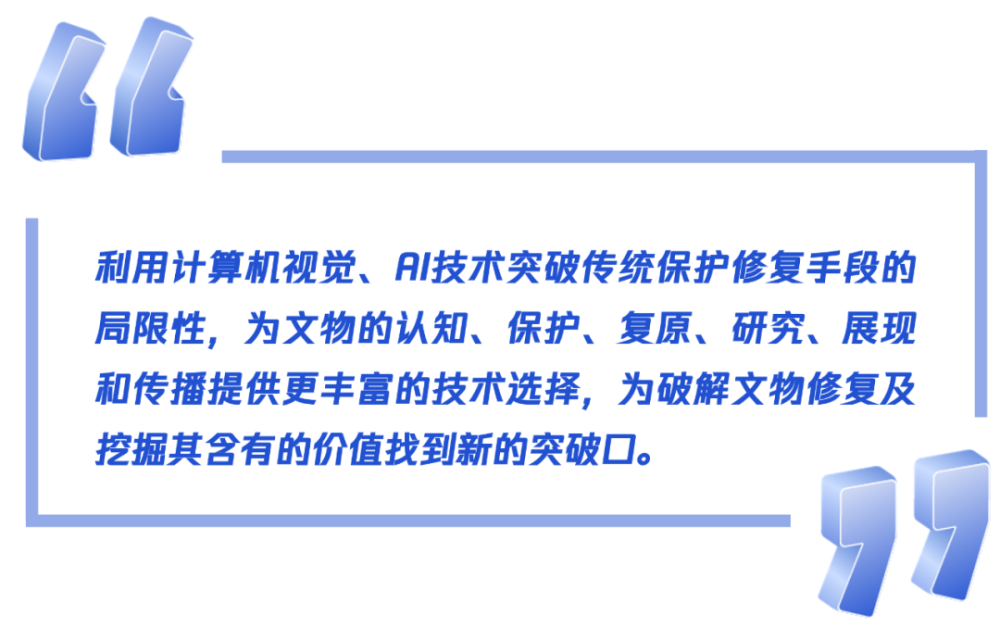 利用计算机视觉、AI技术突破传统保护修复手段的
局限性，为文物的认知、保护、复原、研究、展现
和传播提供更丰富的技术选择，为破解文物修复及
挖掘其含有的价值找到新的突破口。